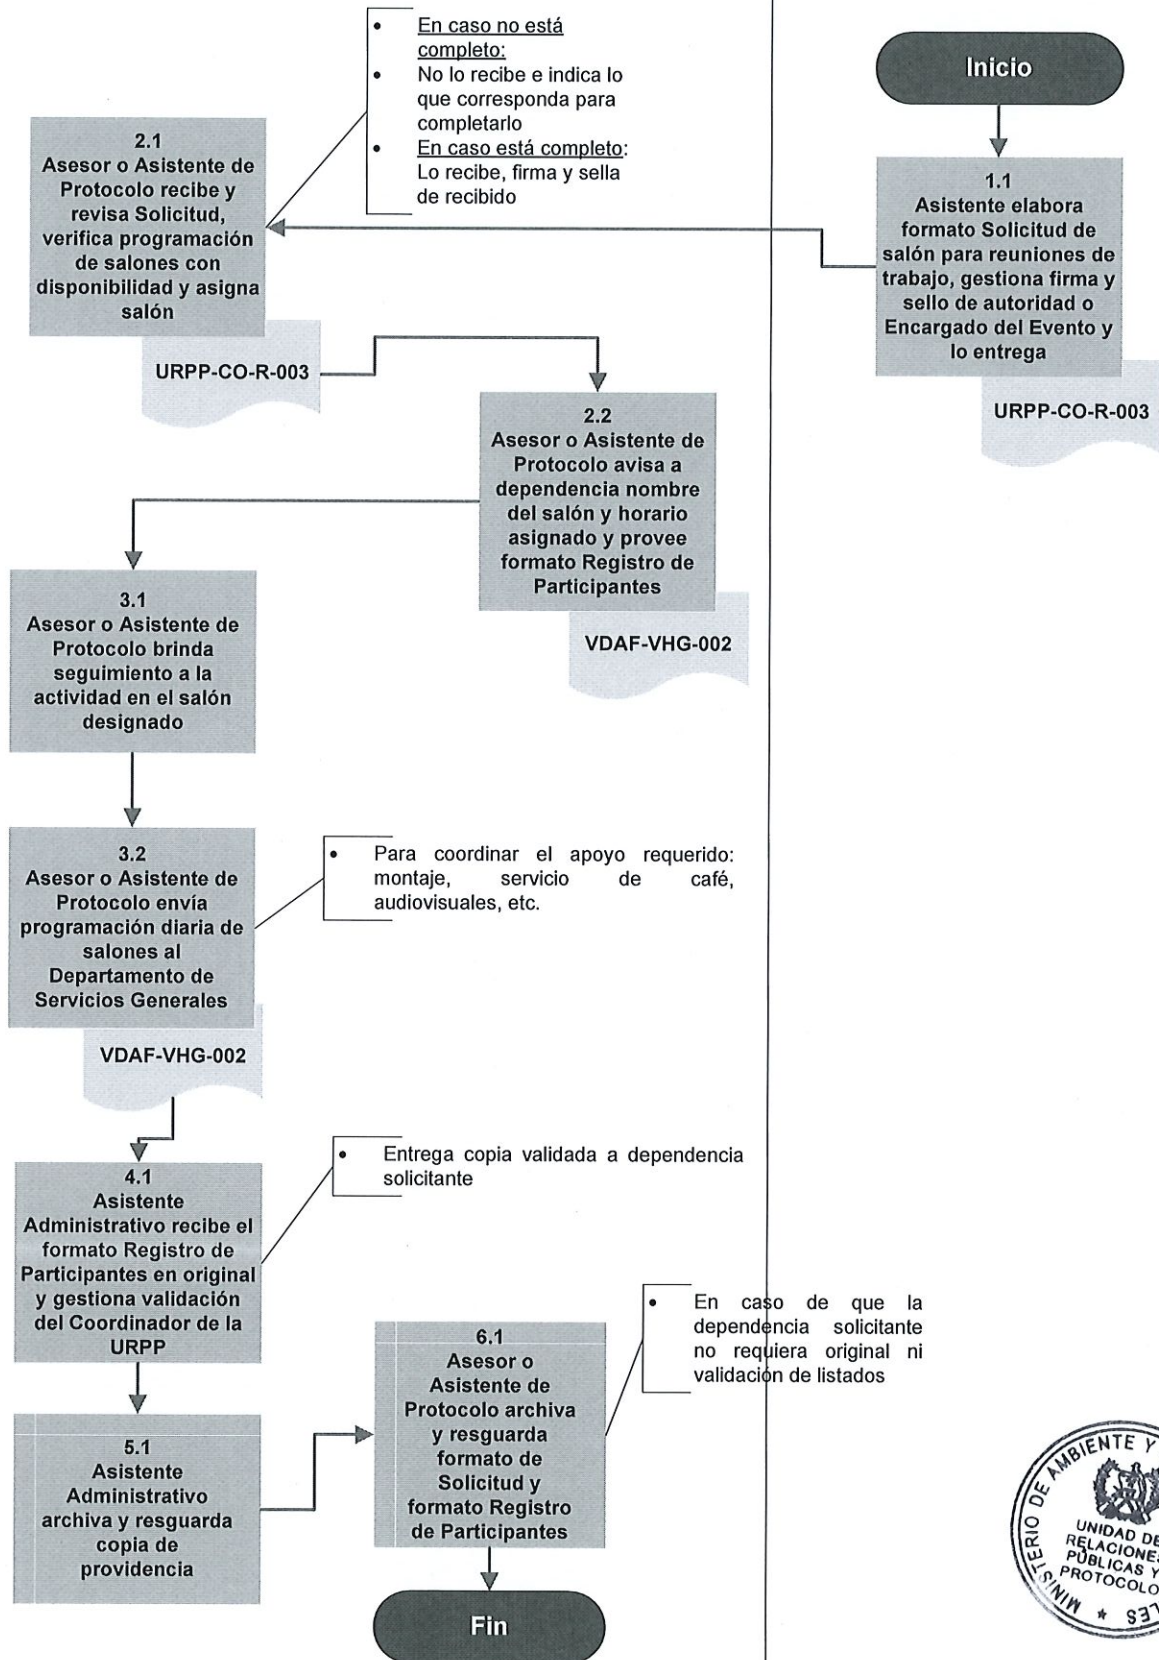 Inicio
1.1
Asistente elabora
formato Solicitud de
salón para reuniones de
trabajo, gestiona firma y
sello de autoridad o
Encargado del Evento y
lo entrega
URPP-CO-R-003
• En caso no está
completo:
• No lo recibe e indica lo
que corresponda para
completarlo
• En caso está completo:
Lo recibe, firma y sella
de recibido
2.1
Asesor o Asistente de
Protocolo recibe y
revisa Solicitud,
verifica programación
de salones con
disponibilidad y asigna
salón
URPP-CO-R-003
2.2
Asesor o Asistente de
Protocolo avisa a
dependencia nombre
del salón y horario
asignado y provee
formato Registro de
Participantes
VDAF-VHG-002
3.1
Asesor o Asistente de
Protocolo brinda
seguimiento a la
actividad en el salón
designado
3.2
Asesor o Asistente de
Protocolo envía
programación diaria de
salones al
Departamento de
Servicios Generales
• Para coordinar el apoyo requerido:
montaje, servicio de café,
audiovisuales, etc.
VDAF-VHG-002
4.1
Asistente
Administrativo recibe el
formato Registro de
Participantes en original
y gestiona validación
del Coordinador de la
URPP
• Entrega copia validada a dependencia
solicitante
5.1
Asistente
Administrativo
archiva y resguarda
copia de
providencia
6.1
Asesor o
Asistente de
Protocolo archiva
y resguarda
formato de
Solicitud y
formato Registro
de Participantes
• En caso de que la
dependencia solicitante
no requiera original ni
validación de listados
Fin
MINISTERIO DE AMBIENTE Y
UNIDAD DE
RELACIONES
PÚBLICAS Y
PROTOCOLO